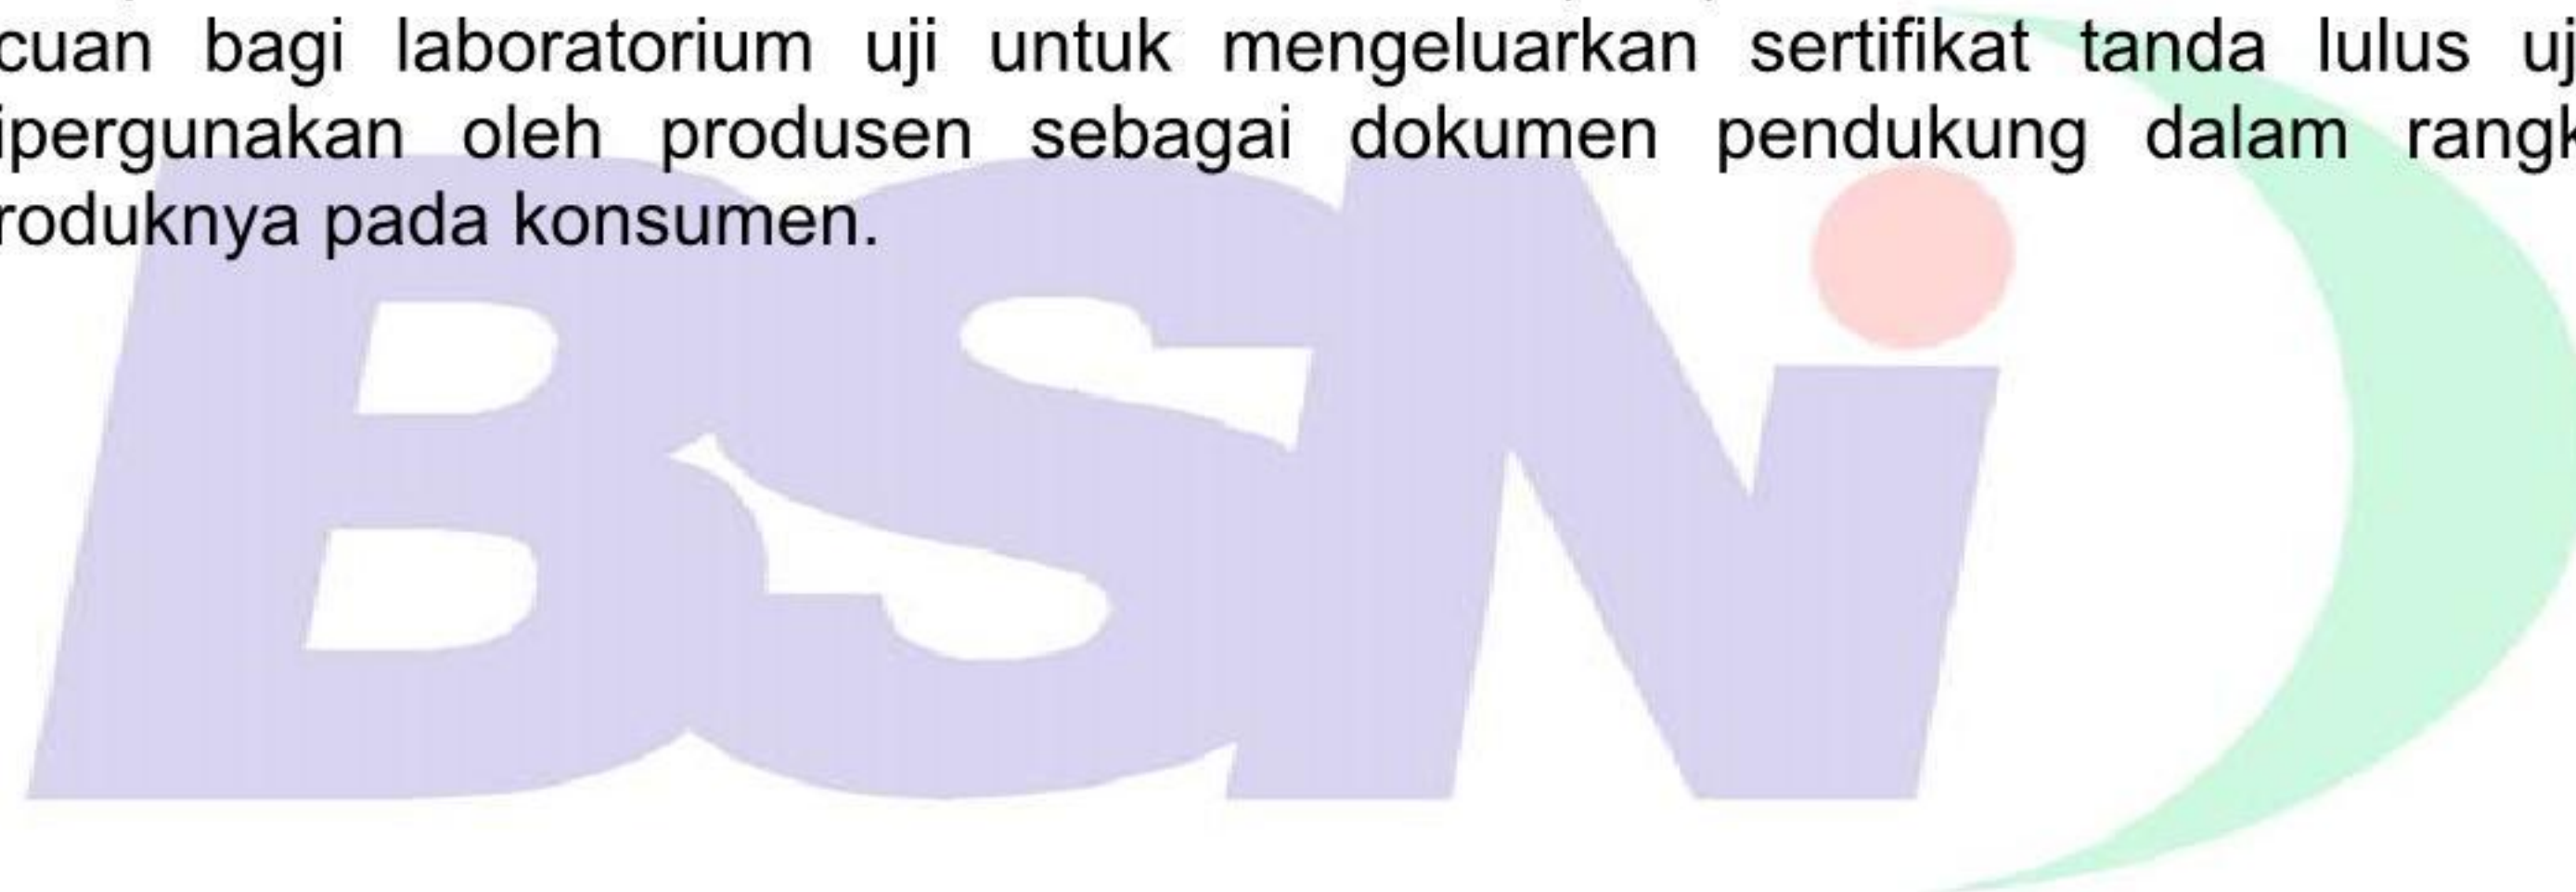 cuan bagi laboratorium uji untuk mengeluarkan sertifikat tanda lulus uj
ipergunakan oleh produsen sebagai dokumen pendukung dalam rangk
roduknya pada konsumen.
BSN